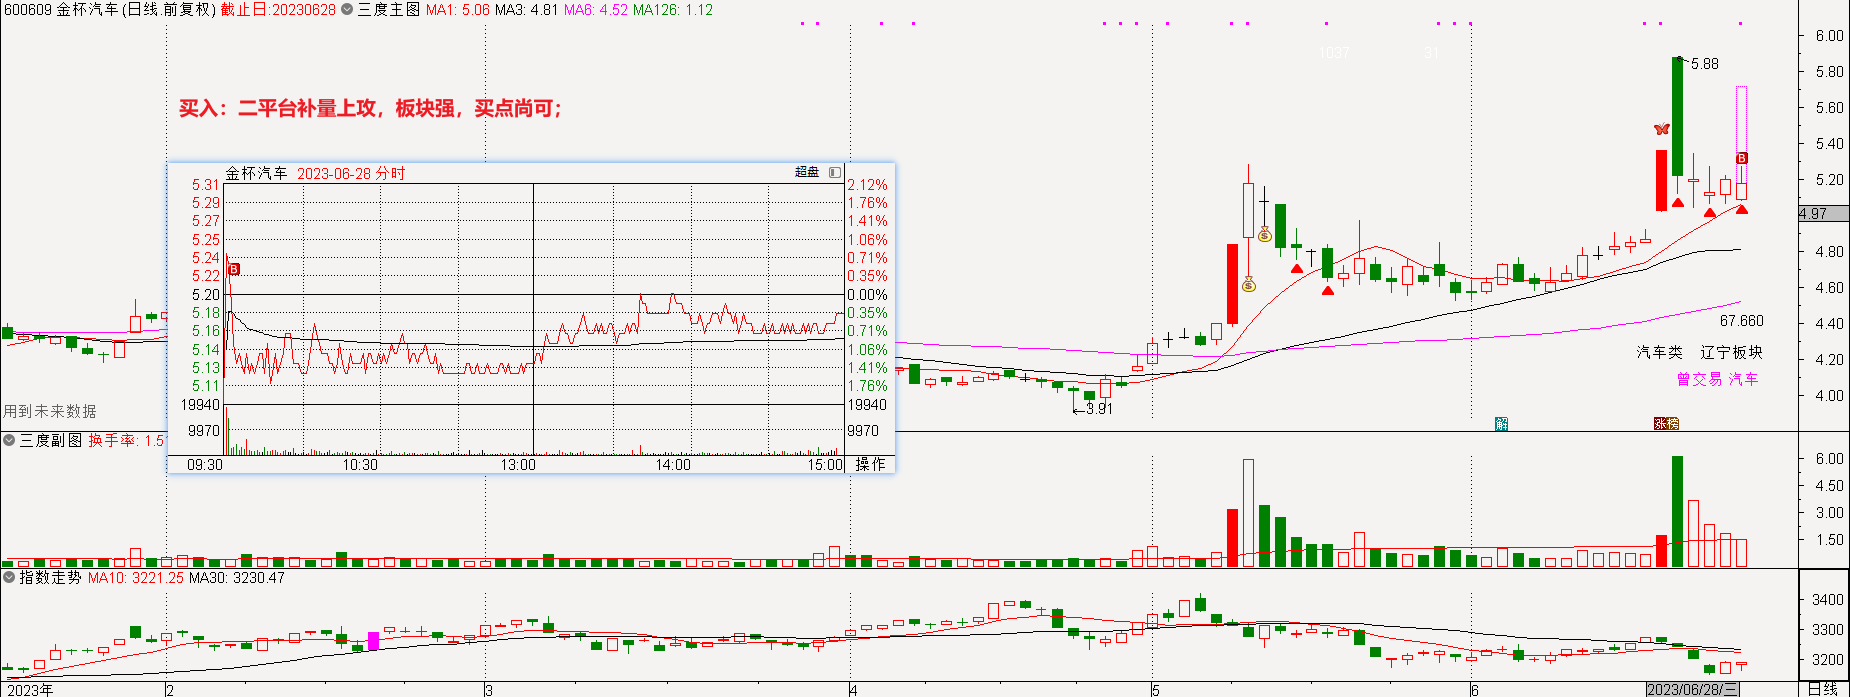 600609 金杯汽车(日线.前复权) 截止日:20230628 三度主图 MA1: 5.06 MA3: 4.81 MA6: 4.52 MA126: 1.12
1037 31
6.00
5.88
5.80
5.60
5.40
5.20
4.97
4.80
4.60
4.40
4.20
4.00
买入：二平台补量上攻，板块强，买点尚可；
金杯汽车 2023-06-28 分时 超盘
5.31 2.12%
5.29 1.76%
5.27 1.41%
5.25 1.06%
5.24 0.71%
5.22 0.35%
5.20 0.00%
5.18 0.35%
5.16 0.71%
5.14 1.06%
5.13 1.41%
5.11 1.76%
19940 19940
9970 9970
09:30 10:30 13:00 14:00 15:00 操作
B
B
S
S
3.91
67.660
汽车类 辽宁板块
曾交易 汽车
解
涨榜
用到未来数据
三度副图 换手率: 1.5
6.00
4.50
3.00
1.50
指数走势 MA10: 3221.25 MA30: 3230.47
3400
3300
3200
2023年 2 3 4 5 6 2023/06/28/三 日线